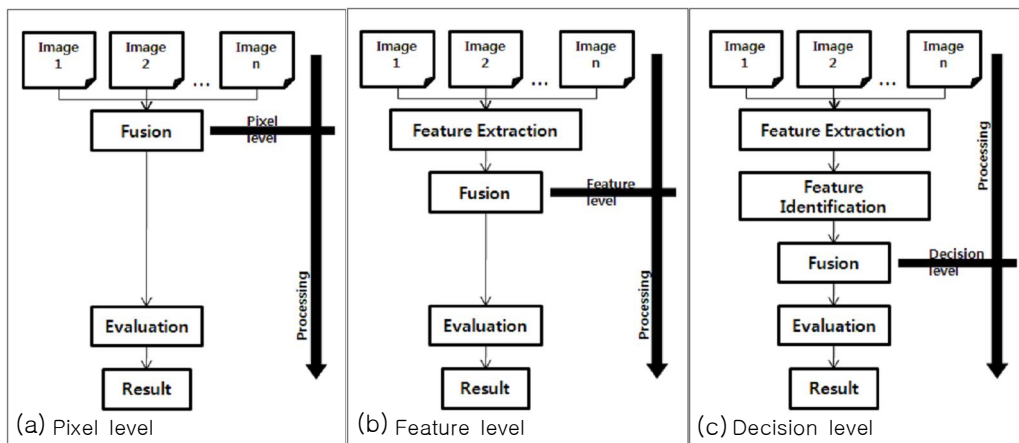 Image
1
Image
2
...
Image
n
Fusion
Pixel
level
Processing
Evaluation
Result
(a) Pixel level
Image
1
Image
2
...
Image
n
Feature Extraction
Fusion
Feature
level
Processing
Evaluation
Result
(b) Feature level
Image
1
Image
2
...
Image
n
Processing
Feature Extraction
Feature
Identification
Fusion
Decision
level
Evaluation
Result
(c) Decision level